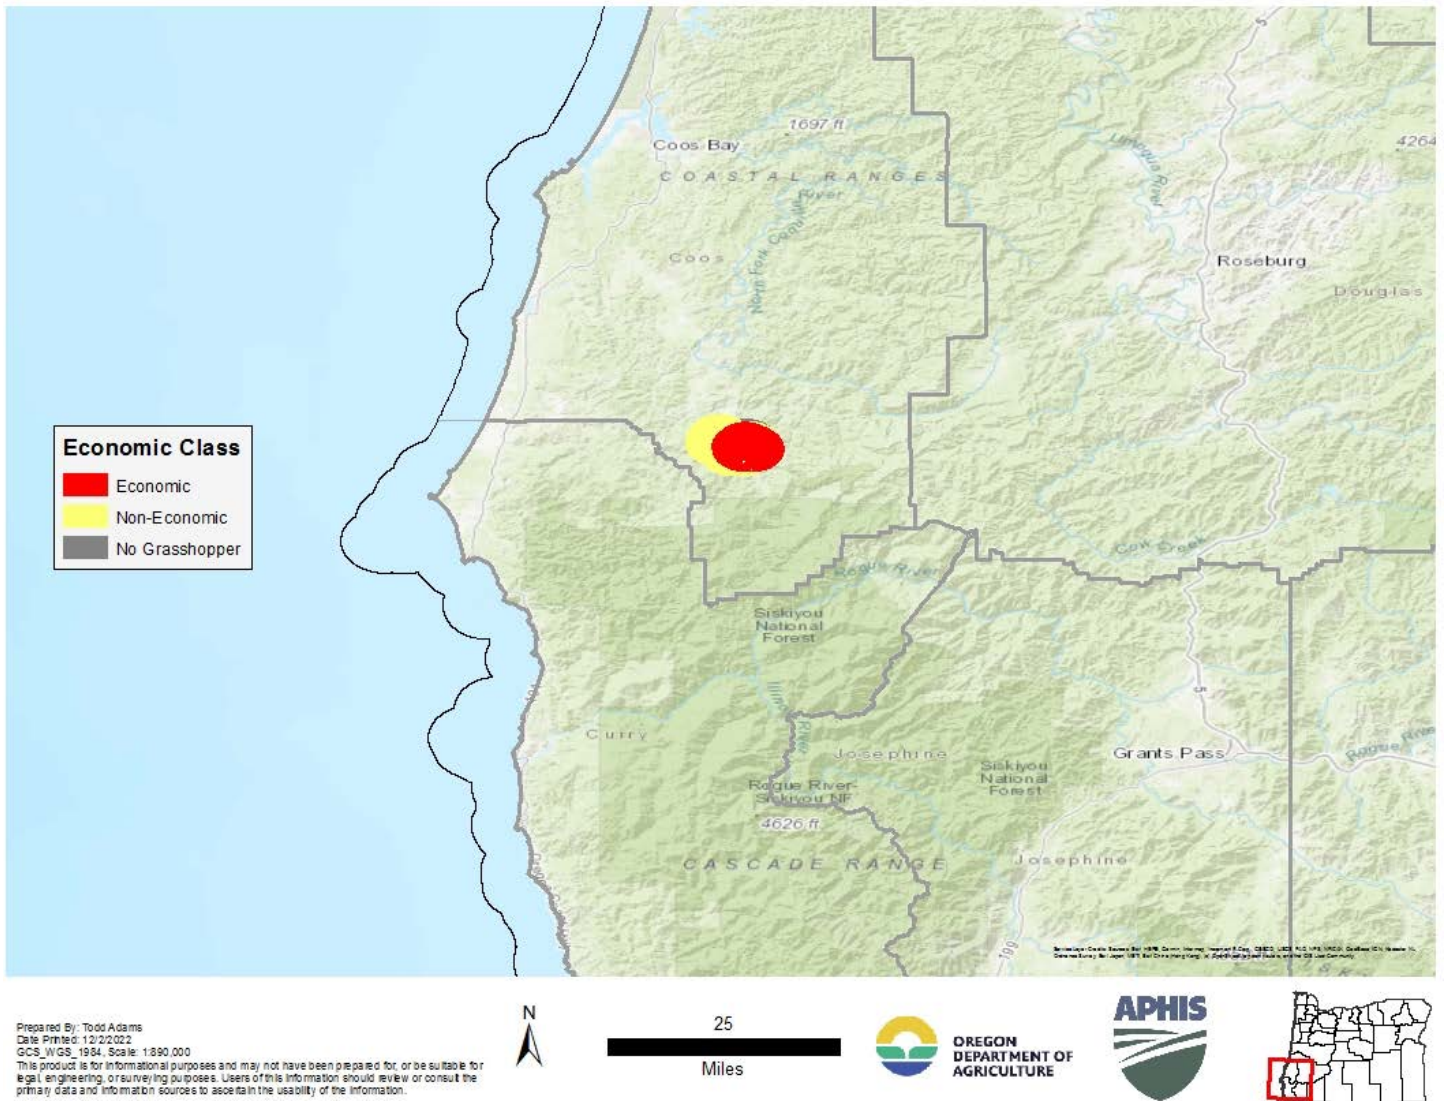 5
1697 ft
Coos Bay
Umpqua River
4264
COASTAL RANGES
River
North Fork Coquille
Coos
Roseburg
Douglas
Economic Class
Economic
Non-Economic
No Grasshopper
Cow Creek
Rogue River
Siskiyou
National
Forest
Illinois
River
101
5
Curry
Josephine
Grants Pass
Rogue River
Siskiyou
National
Forest
Rogue River-
Siskiyou NF
4626 ft
CASCADE RANGE
Josephine
199
Prepared By: Todd Adams
Date Printed: 12/2/2022
GCS_WGS_1984, Scale: 1:890,000
This product is for informational purposes and may not have been prepared for, or be suitable for
legal, engineering, or surveying purposes. Users of this information should review or consult the
primary data and information sources to ascertain the usability of the information.
N
25
Miles
OREGON
DEPARTMENT OF
AGRICULTURE
APHIS